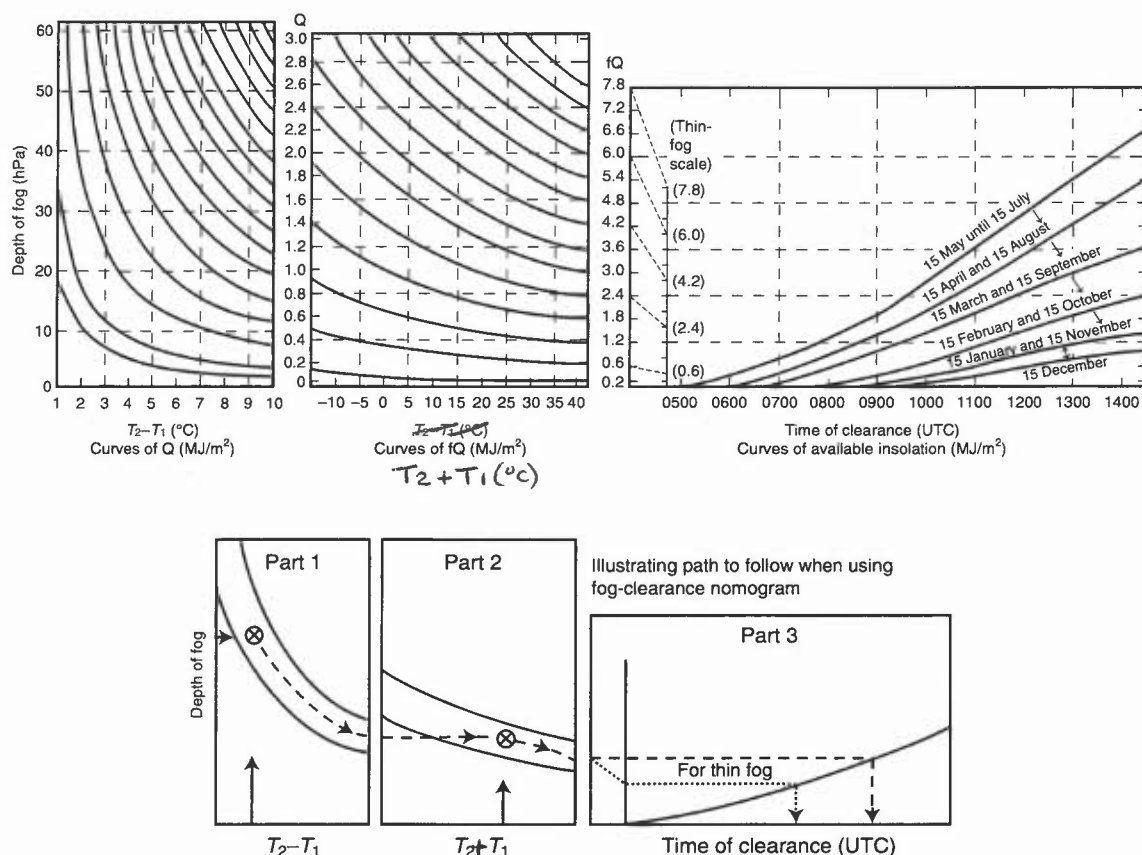 60
50
40
30
20
10
0
Depth of fog (hPa)
1 2 3 4 5 6 7 8 9 10
T2–T1 (°C)
Curves of Q (MJ/m²)
Q
3.0
2.8
2.6
2.4
2.2
2.0
1.8
1.6
1.4
1.2
1.0
0.8
0.6
0.4
0.2
0
–10 –5 0 5 10 15 20 25 30 35 40
T2–T1 (°C)
Curves of fQ (MJ/m²)
T2 + T1 (°C)
fQ
7.8
7.2
6.6
6.0
5.4
4.8
4.2
3.6
3.0
2.4
1.8
1.2
0.6
0.2
(Thin-
fog
scale)
(7.8)
(6.0)
(4.2)
(2.4)
(0.6)
15 May until 15 July
15 April and 15 August
15 March and 15 September
15 February and 15 October
15 January and 15 November
15 December
0500 0600 0700 0800 0900 1000 1100 1200 1300 1400
Time of clearance (UTC)
Curves of available insolation (MJ/m²)
Part 1
Depth of fog
T2–T1
Part 2
T2+T1
Illustrating path to follow when using
fog-clearance nomogram
Part 3
For thin fog
Time of clearance (UTC)